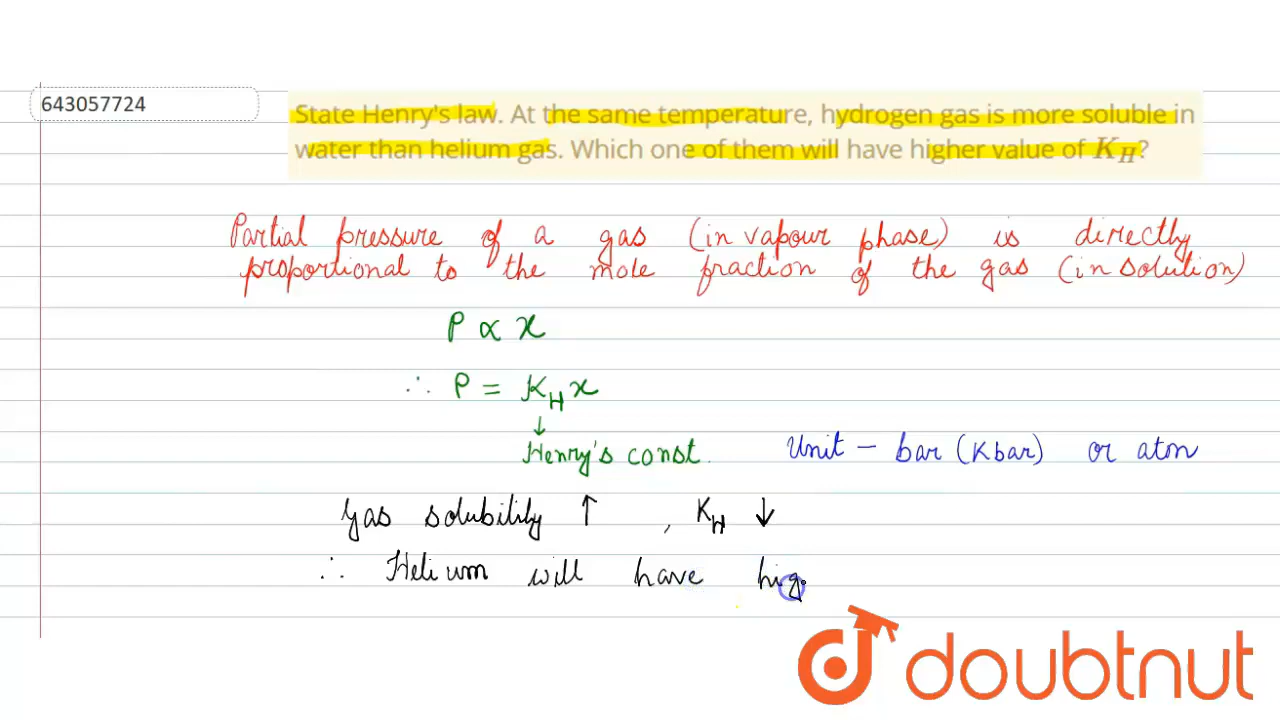 643057724
State Henry's law. At the same temperature, hydrogen gas is more soluble in
water than helium gas. Which one of them will have higher value of K_H?
Partial pressure of a gas (in vapour phase) is directly
proportional to the mole fraction of the gas (in solution)
P ∝ x
∴ P = K_H x
↓
Henry's const. Unit - bar (Kbar) or atm
Gas solubility ↑ , K_H ↓
∴ Helium will have hig
doubtnut